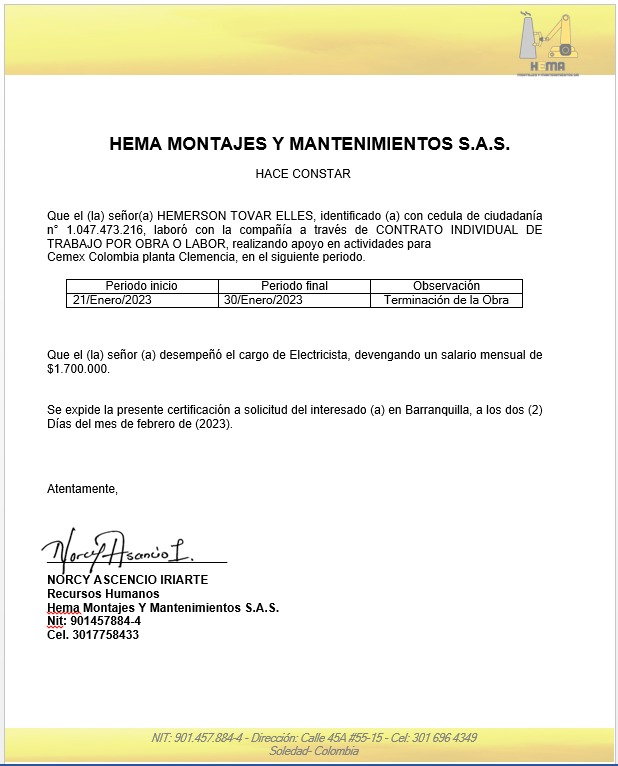 HEMA
MONTAJES Y MANTENIMIENTOS SAS
HEMA MONTAJES Y MANTENIMIENTOS S.A.S.
HACE CONSTAR
Que el (la) señor(a) HEMERSON TOVAR ELLES, identificado (a) con cedula de ciudadanía
n° 1.047.473.216, laboró con la compañía a través de CONTRATO INDIVIDUAL DE
TRABAJO POR OBRA O LABOR, realizando apoyo en actividades para
Cemex Colombia planta Clemencia, en el siguiente periodo.
Periodo inicio Periodo final Observación
21/Enero/2023 30/Enero/2023 Terminación de la Obra
Que el (la) señor (a) desempeñó el cargo de Electricista, devengando un salario mensual de
$1.700.000.
Se expide la presente certificación a solicitud del interesado (a) en Barranquilla, a los dos (2)
Días del mes de febrero de (2023).
Atentamente,
Norcy Asencio I.
NORCY ASCENCIO IRIARTE
Recursos Humanos
Hema Montajes Y Mantenimientos S.A.S.
Nit: 901457884-4
Cel. 3017758433
NIT: 901.457.884-4 - Dirección: Calle 45A #55-15 - Cel: 301 696 4349
Soledad- Colombia